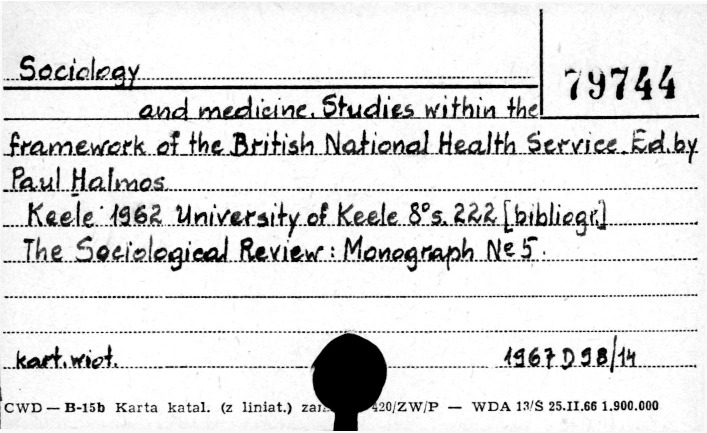 Sociology
79744
and medicine. Studies within the
framework of the British National Health Service. Ed. by
Paul Halmos
Keele 1962 University of Keele 8° s. 222 [bibliogr.]
The Sociological Review: Monograph № 5.
kart. wiot.
1967 D 98/14
CWD — B-15b Karta katal. (z liniat.) 420/ZW/P — WDA 13/S 25.II.66 1.900.000